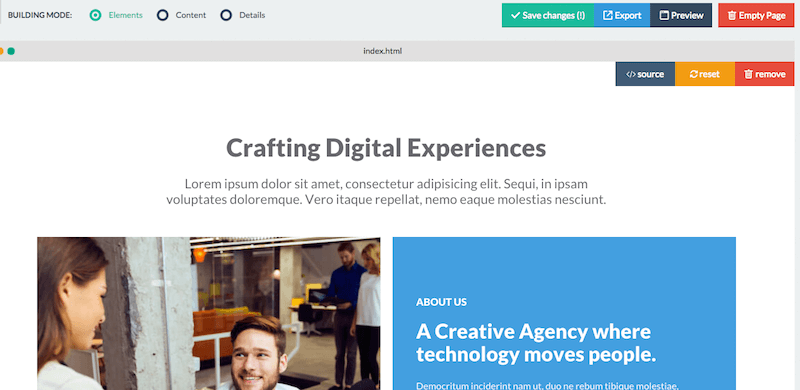 BUILDING MODE: Elements Content Details Save changes (!) Export Preview Empty Page
index.html
source reset remove
Crafting Digital Experiences
Lorem ipsum dolor sit amet, consectetur adipisicing elit. Sequi, in ipsam
voluptates doloremque. Vero itaque repellat, nemo eaque molestias nesciunt.
ABOUT US
A Creative Agency where
technology moves people.
Democritum inciderint nam ut, duo ne rebum tibique molestiae,